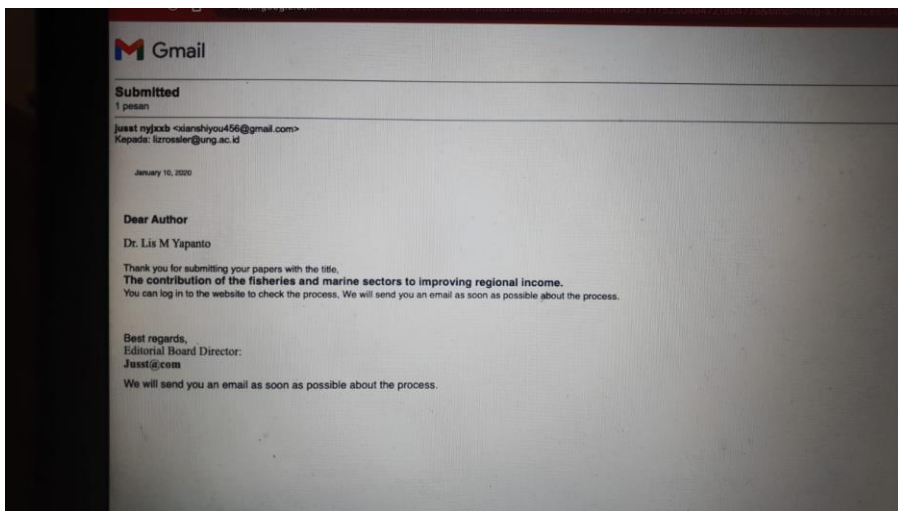 Gmail
Submitted
1 pesan
jusst nyjxxb <xianshiyou456@gmail.com>
Kepada: lizrossler@ung.ac.id
January 10, 2020
Dear Author
Dr. Lis M Yapanto
Thank you for submitting your papers with the title,
The contribution of the fisheries and marine sectors to improving regional income.
You can log in to the website to check the process, We will send you an email as soon as possible about the process.
Best regards,
Editorial Board Director:
Jusst@com
We will send you an email as soon as possible about the process.